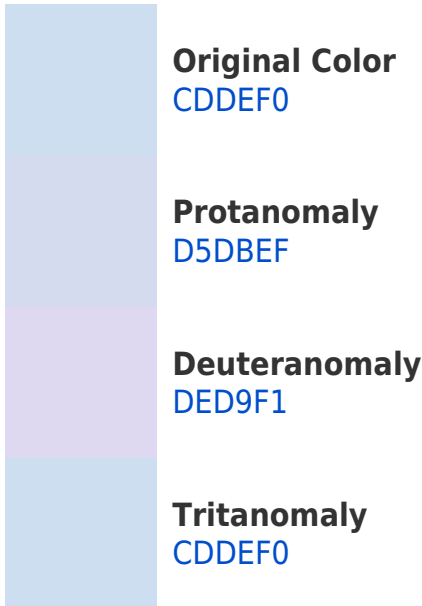 Original Color
CDDEF0
Protanomaly
D5DBEF
Deuteranomaly
DED9F1
Tritanomaly
CDDEF0